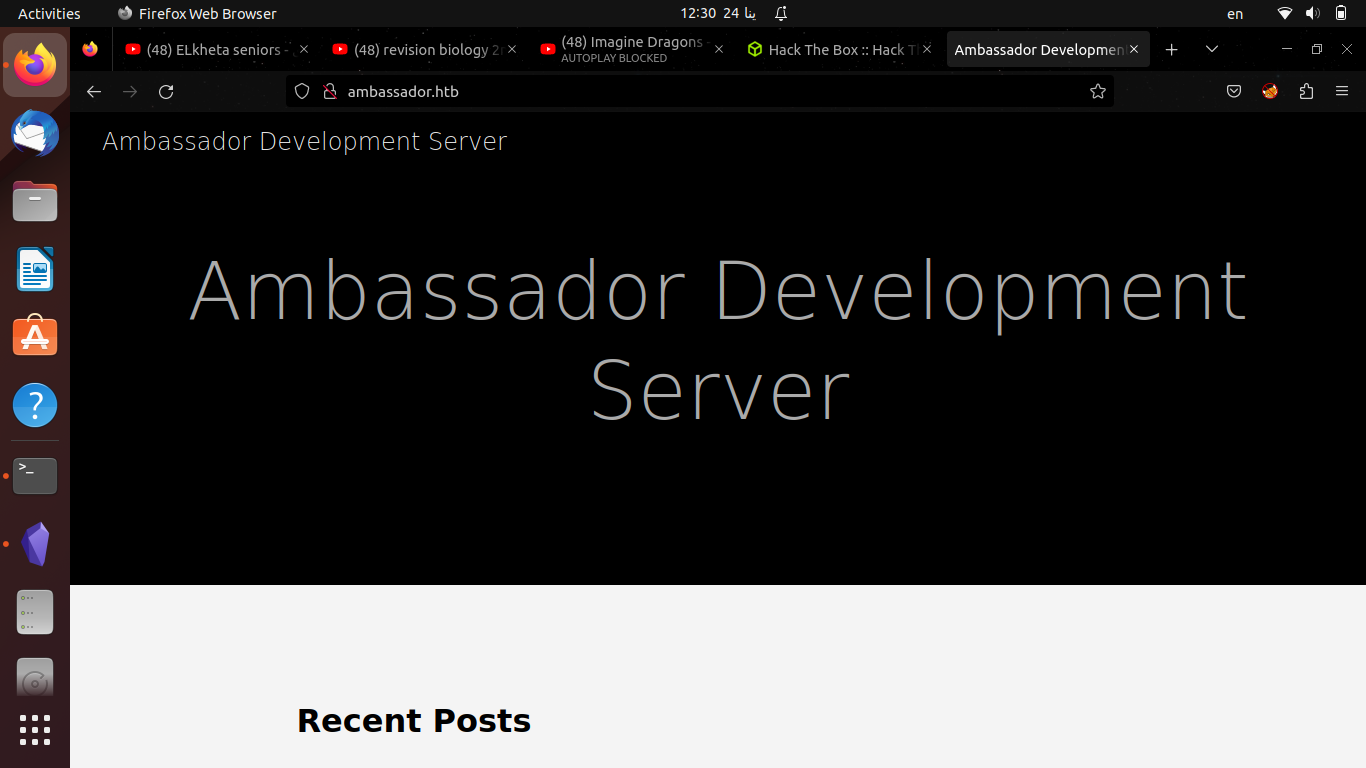 Activities
Firefox Web Browser
12:30 24 ينا
en
(48) ELkheta seniors -
(48) revision biology 2
(48) Imagine Dragons -
AUTOPLAY BLOCKED
Hack The Box :: Hack T
Ambassador Developmen
ambassador.htb
Ambassador Development Server
Ambassador Development
Server
Recent Posts